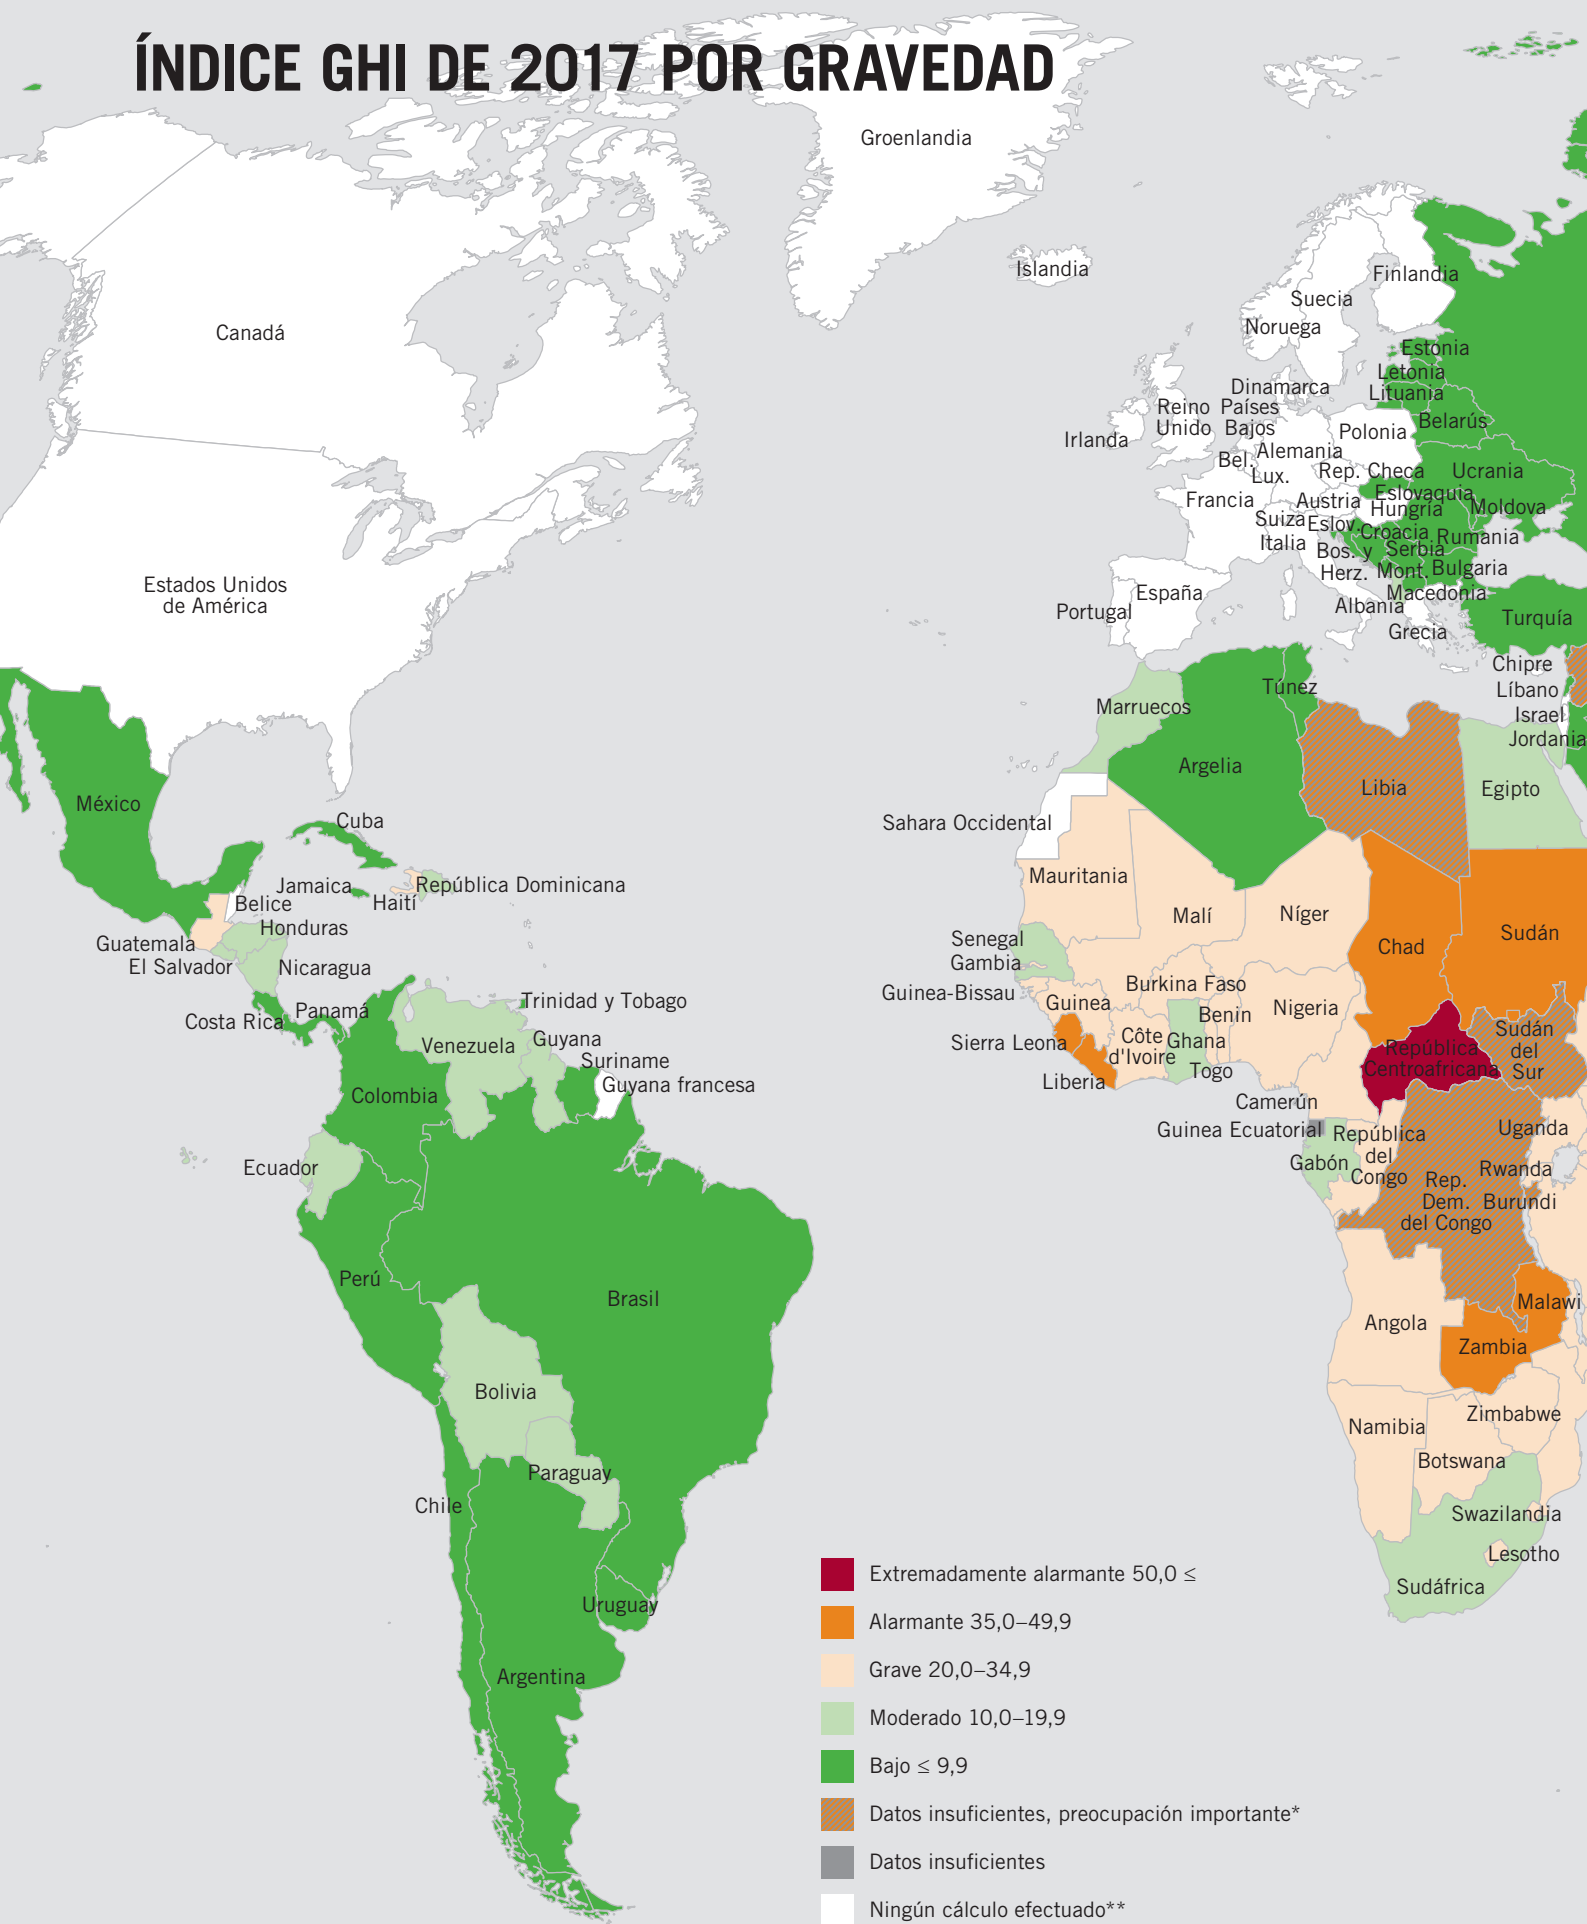 ÍNDICE GHI DE 2017 POR GRAVEDAD
Groenlandia
Islandia
Finlandia
Suecia
Noruega
Canadá
Estonia
Letonia
Lituania
Dinamarca
Reino
Unido
Países
Bajos
Belarús
Polonia
Irlanda
Alemania
Bel.
Lux.
Rep. Checa
Ucrania
Francia
Austria
Eslovaquia
Hungría
Moldova
Suiza
Eslov.
Croacia
Rumania
Italia
Bos. y
Herz.
Serbia
Mont.
Bulgaria
Macedonia
Estados Unidos
de América
España
Portugal
Albania
Grecia
Turquía
Chipre
Líbano
Israel
Jordania
Túnez
Marruecos
Argelia
Libia
Egipto
México
Cuba
Sahara Occidental
Jamaica
República Dominicana
Haití
Belice
Honduras
Guatemala
El Salvador
Nicaragua
Mauritania
Malí
Níger
Chad
Sudán
Senegal
Gambia
Guinea-Bissau
Burkina Faso
Guinea
Benin
Nigeria
Costa Rica
Panamá
Trinidad y Tobago
Venezuela
Guyana
Suriname
Guyana francesa
Sierra Leona
Côte
d'Ivoire
Ghana
Togo
Liberia
República
Centroafricana
Sudán
del
Sur
Colombia
Camerún
Guinea Ecuatorial
República
del
Congo
Uganda
Gabón
Rwanda
Rep.
Dem.
del Congo
Burundi
Ecuador
Perú
Brasil
Angola
Malawi
Zambia
Bolivia
Namibia
Zimbabwe
Botswana
Paraguay
Chile
Swazilandia
Lesotho
Sudáfrica
Uruguay
Argentina
Extremadamente alarmante 50,0 ≤
Alarmante 35,0–49,9
Grave 20,0–34,9
Moderado 10,0–19,9
Bajo ≤ 9,9
Datos insuficientes, preocupación importante*
Datos insuficientes
Ningún cálculo efectuado**